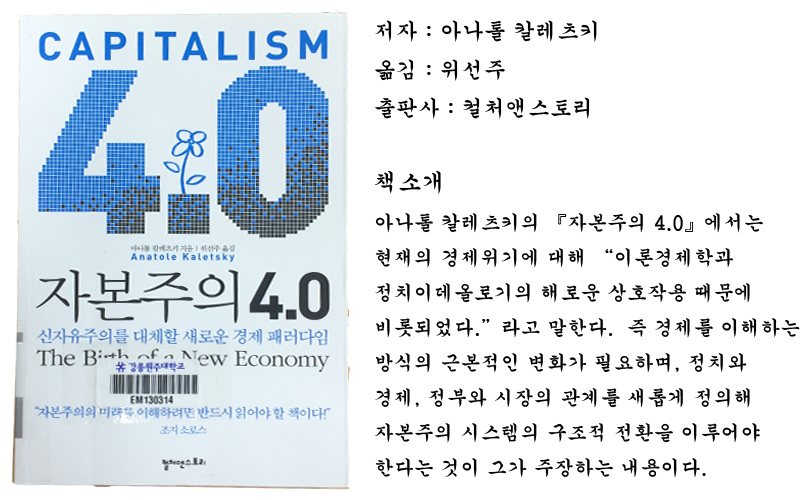 CAPITALISM
4.0
아나톨 칼레츠키 지음 | 위선주 옮김
Anatole Kaletsky
자본주의 4.0
신자유주의를 대체할 새로운 경제 패러다임
The Birth of a New Economy
강릉원주대학교
EM130314
“자본주의의 미래를 이해하려면 반드시 읽어야 할 책이다!”
조지 소로스
컬처앤스토리
저자 : 아나톨 칼레츠키
옮김 : 위선주
출판사 : 컬처앤스토리
책 소개
아나톨 칼레츠키의 『자본주의 4.0』에서는
현재의 경제위기에 대해 “이론경제학과
정치이데올로기의 해로운 상호작용 때문에
비롯되었다.” 라고 말한다. 즉 경제를 이해하는
방식의 근본적인 변화가 필요하며, 정치와
경제, 정부와 시장의 관계를 새롭게 정의해
자본주의 시스템의 구조적 전환을 이루어야
한다는 것이 그가 주장하는 내용이다.